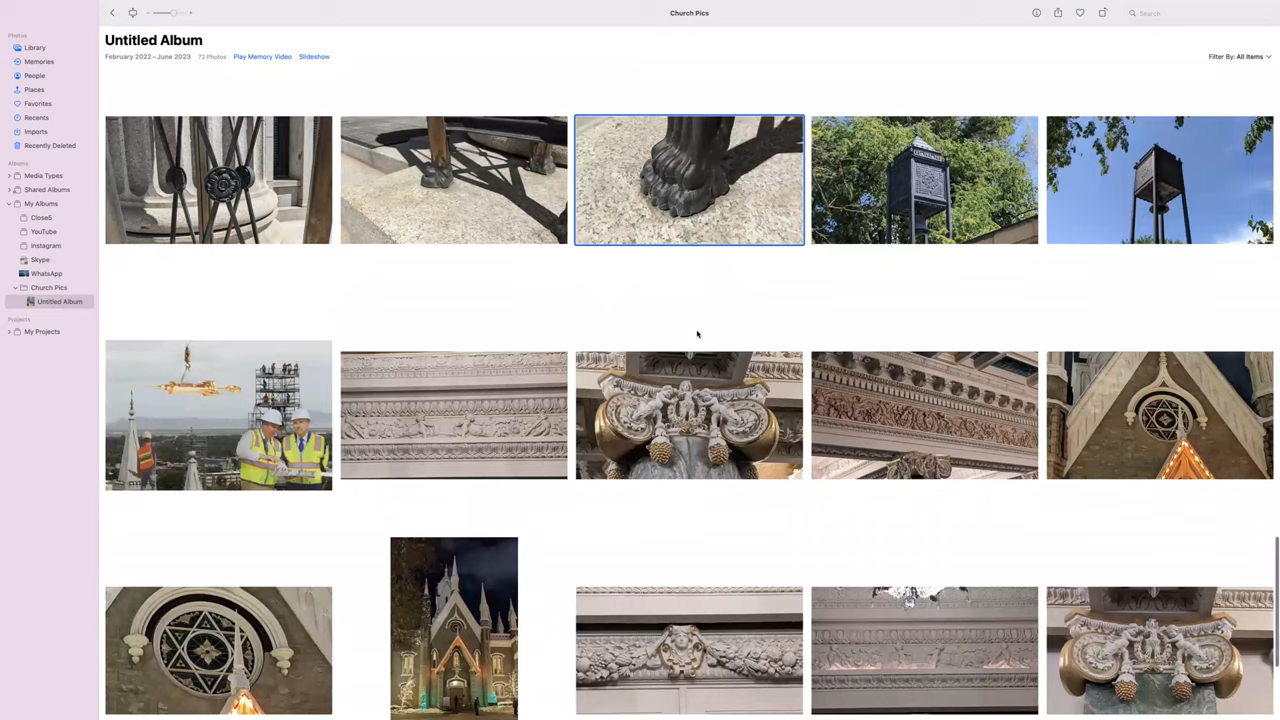 Church Pics
Search
Untitled Album
February 2022–June 2023 72 Photos Play Memory Video Slideshow
Filter By: All Items
Photos
Library
Memories
People
Places
Favorites
Recents
Imports
Recently Deleted
Albums
Media Types
Shared Albums
My Albums
Close5
YouTube
Instagram
Skype
WhatsApp
Church Pics
Untitled Album
Projects
My Projects